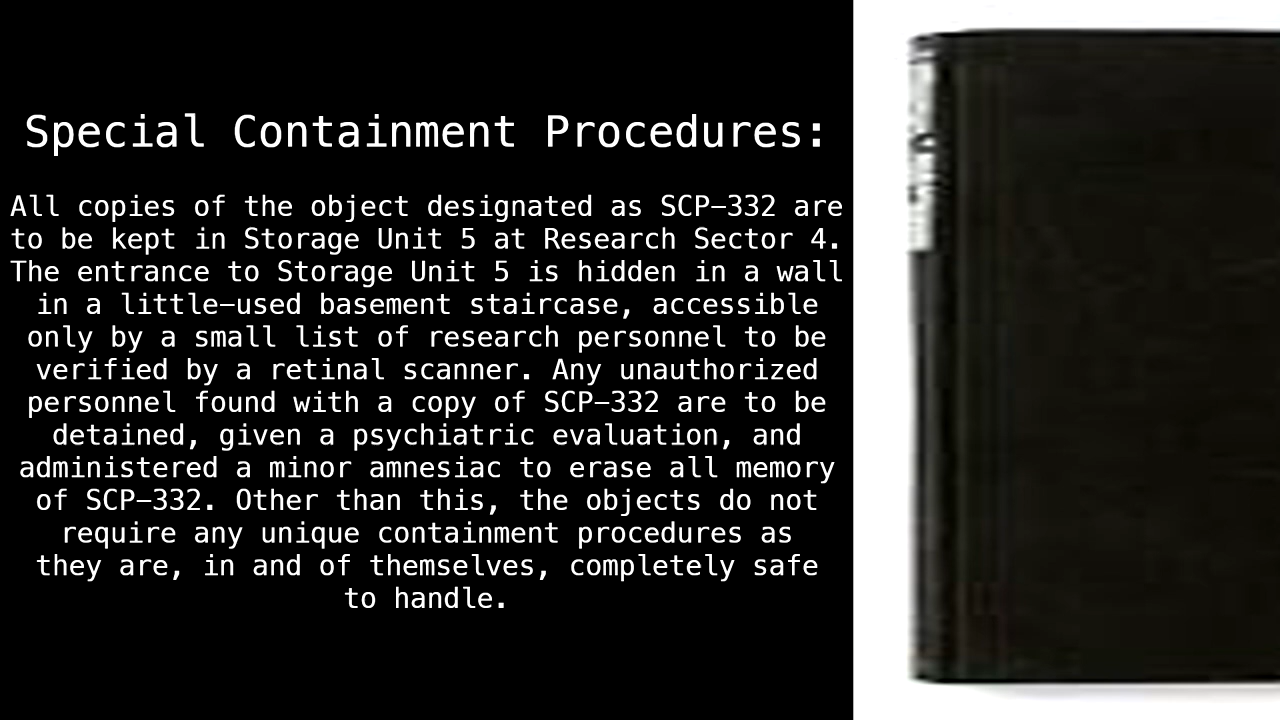 Special Containment Procedures:
All copies of the object designated as SCP–332 are
to be kept in Storage Unit 5 at Research Sector 4.
The entrance to Storage Unit 5 is hidden in a wall
in a little–used basement staircase, accessible
only by a small list of research personnel to be
verified by a retinal scanner. Any unauthorized
personnel found with a copy of SCP–332 are to be
detained, given a psychiatric evaluation, and
administered a minor amnesiac to erase all memory
of SCP–332. Other than this, the objects do not
require any unique containment procedures as
they are, in and of themselves, completely safe
to handle.